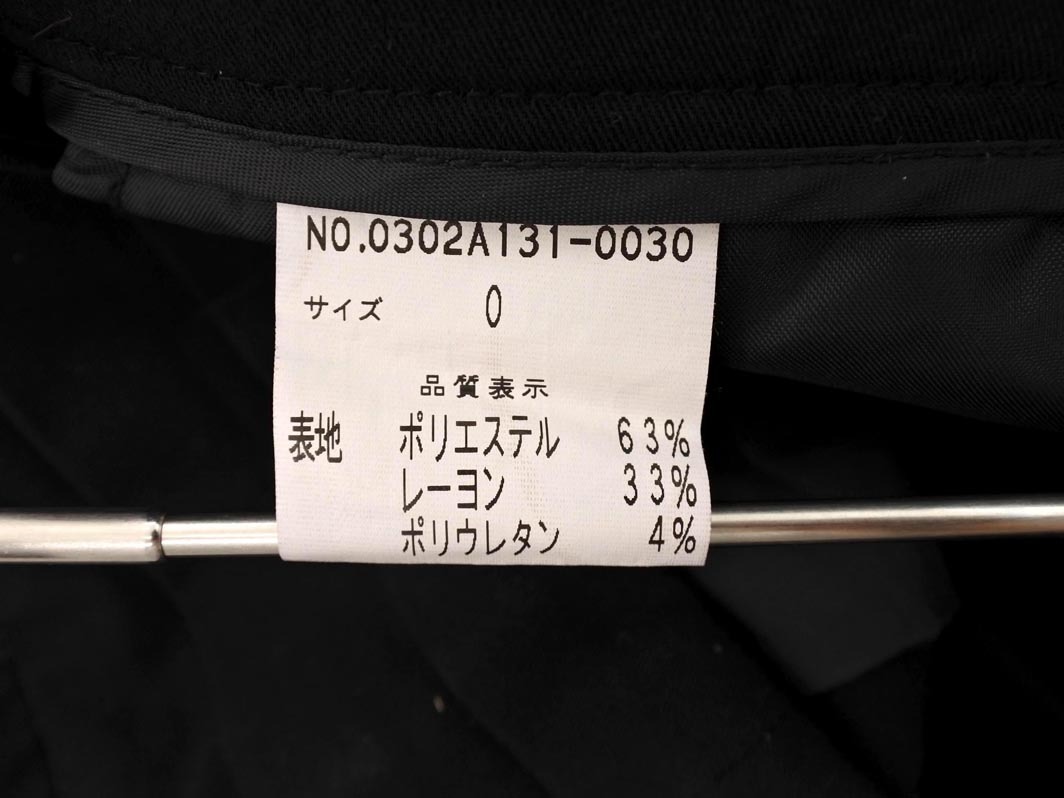 NO.0302A131-0030
サイズ 0
品質表示
表地 ポリエステル 63%
レーヨン 33%
ポリウレタン 4%